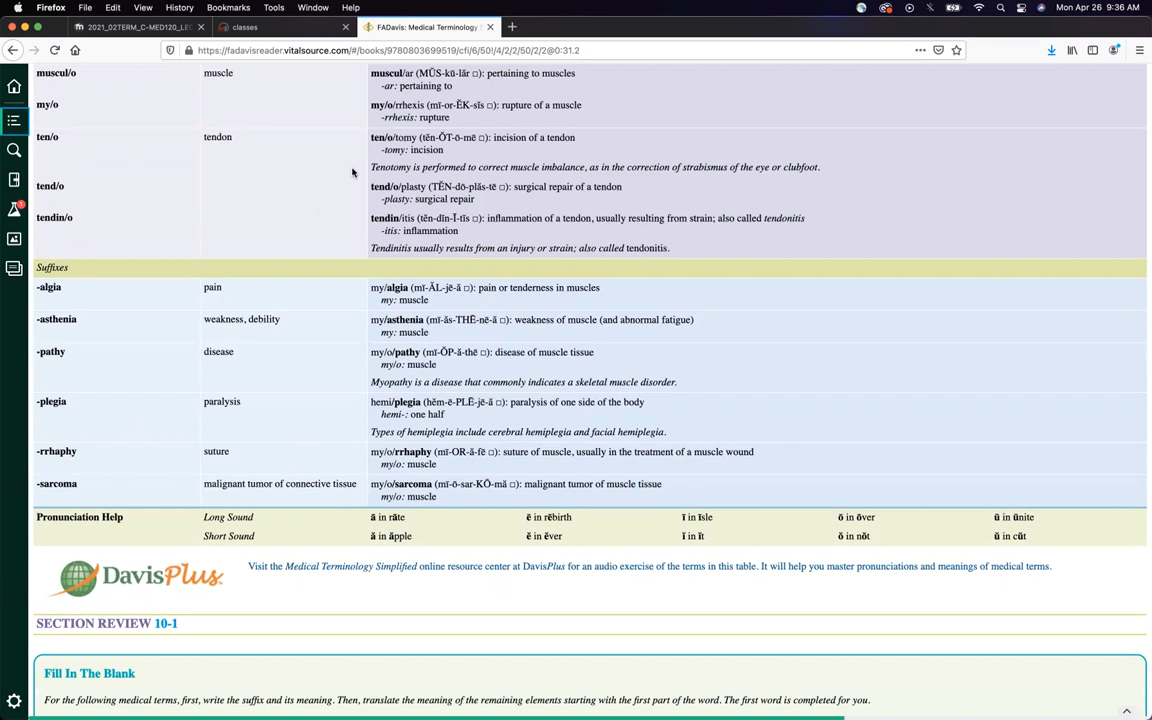 Firefox File Edit View History Bookmarks Tools Window Help Mon Apr 26 9:36 AM
2021_02TERM_C-MED120_LEC classes FADavis: Medical Terminology
https://fadavisreader.vitalsource.com/#/books/9780803699519/cfi/6/50!/4/2/2/50/2/2@0:31.2
muscul/o muscle muscul/ar (MŬS-kū-lăr □): pertaining to muscles
-ar: pertaining to
my/o my/o/rrhexis (mī-or-ĔK-sĭs □): rupture of a muscle
-rrhexis: rupture
ten/o tendon ten/o/tomy (tĕn-ŎT-ō-mē □): incision of a tendon
-tomy: incision
Tenotomy is performed to correct muscle imbalance, as in the correction of strabismus of the eye or clubfoot.
tend/o tend/o/plasty (TĔN-dō-plăs-tē □): surgical repair of a tendon
-plasty: surgical repair
tendin/o tendin/itis (tĕn-dĭn-Ī-tĭs □): inflammation of a tendon, usually resulting from strain; also called tendonitis
-itis: inflammation
Tendinitis usually results from an injury or strain; also called tendonitis.
Suffixes
-algia pain my/algia (mī-ĂL-jē-ă □): pain or tenderness in muscles
my: muscle
-asthenia weakness, debility my/asthenia (mī-ăs-THĒ-nē-ă □): weakness of muscle (and abnormal fatigue)
my: muscle
-pathy disease my/o/pathy (mī-ŎP-ă-thē □): disease of muscle tissue
my/o: muscle
Myopathy is a disease that commonly indicates a skeletal muscle disorder.
-plegia paralysis hemi/plegia (hĕm-ē-PLĒ-jē-ă □): paralysis of one side of the body
hemi-: one half
Types of hemiplegia include cerebral hemiplegia and facial hemiplegia.
-rrhaphy suture my/o/rrhaphy (mī-OR-ă-fē □): suture of muscle, usually in the treatment of a muscle wound
my/o: muscle
-sarcoma malignant tumor of connective tissue my/o/sarcoma (mī-ō-sar-KŌ-mă □): malignant tumor of muscle tissue
my/o: muscle
Pronunciation Help Long Sound ā in rāte ē in rēbirth ī in īsle ō in ōver ū in ūnite
Short Sound ă in ăpple ĕ in ĕver ĭ in ĭt ŏ in nŏt ŭ in cŭt
DavisPlus. Visit the Medical Terminology Simplified online resource center at DavisPlus for an audio exercise of the terms in this table. It will help you master pronunciations and meanings of medical terms.
SECTION REVIEW 10-1
Fill In The Blank
For the following medical terms, first, write the suffix and its meaning. Then, translate the meaning of the remaining elements starting with the first part of the word. The first word is completed for you.